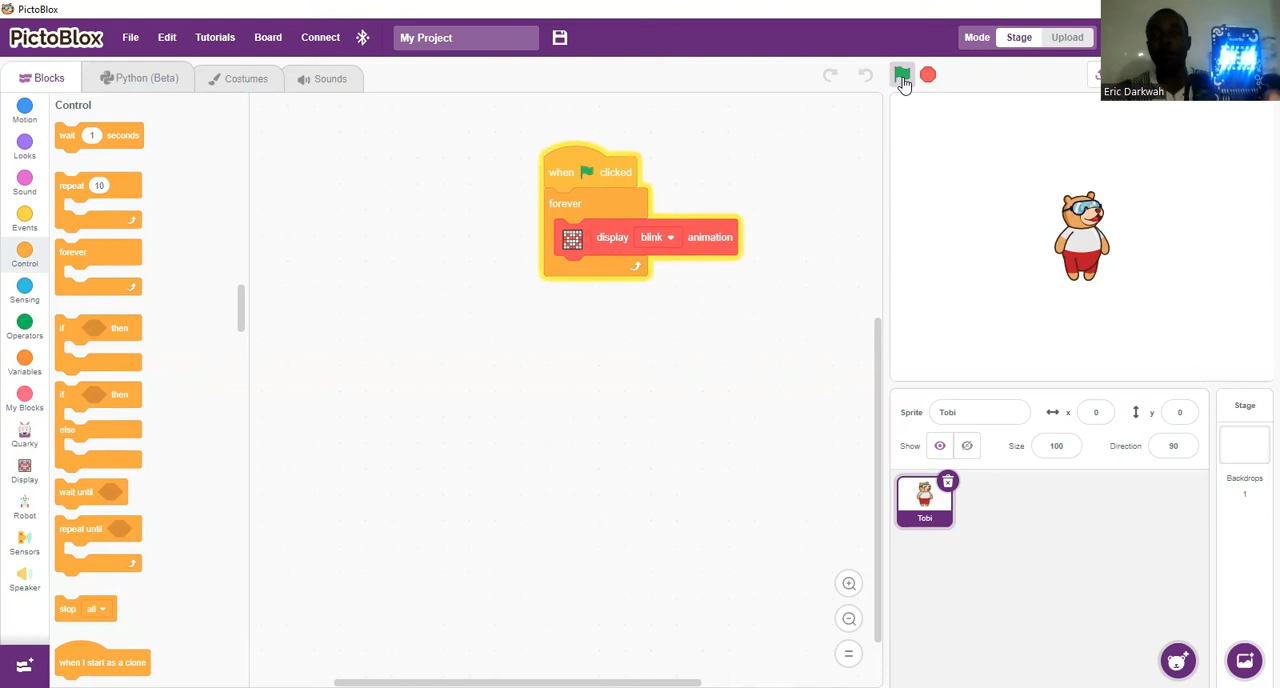 PictoBlox
PictoBlox File Edit Tutorials Board Connect My Project Mode Stage Upload
Blocks Python (Beta) Costumes Sounds
Eric Darkwah
Motion
Looks
Sound
Events
Control
Sensing
Operators
Variables
My Blocks
Quarky
Display
Robot
Sensors
Speaker
Control
wait 1 seconds
repeat 10
forever
if then
if then
else
wait until
repeat until
stop all
when I start as a clone
when clicked
forever
display blink animation
Sprite Tobi x 0 y 0
Show Size 100 Direction 90
Tobi
Stage
Backdrops
1